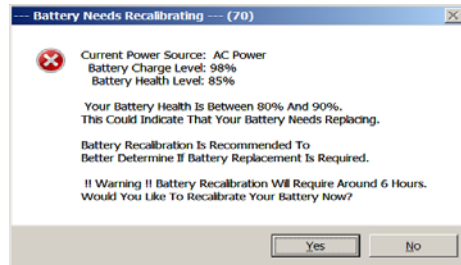 --- Battery Needs Recalibrating --- (70)
Current Power Source: AC Power
Battery Charge Level: 98%
Battery Health Level: 85%
Your Battery Health Is Between 80% And 90%.
This Could Indicate That Your Battery Needs Replacing.
Battery Recalibration Is Recommended To
Better Determine If Battery Replacement Is Required.
!! Warning !! Battery Recalibration Will Require Around 6 Hours.
Would You Like To Recalibrate Your Battery Now?
Yes
No